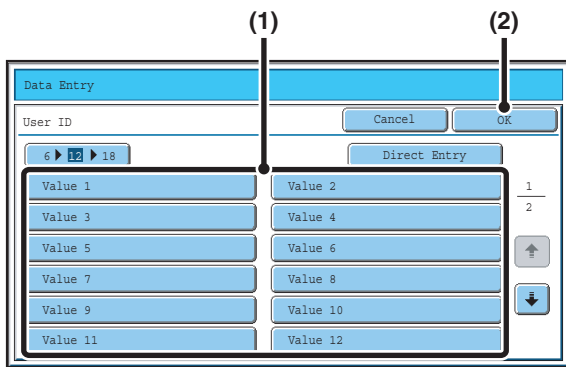 (1) (2)
Data Entry
User ID Cancel OK
6 12 18 Direct Entry
Value 1 Value 2 1
Value 3 Value 4 2
Value 5 Value 6
Value 7 Value 8
Value 9 Value 10
Value 11 Value 12